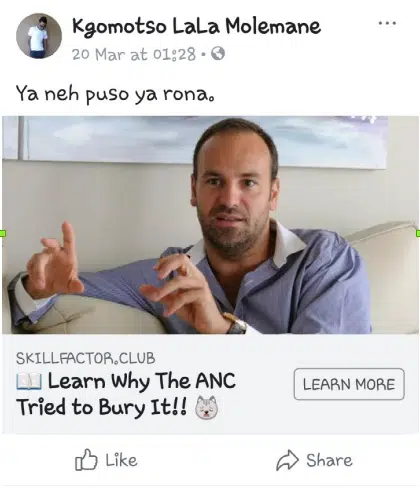 Kgomotso LaLa Molemane
20 Mar at 01:28
Ya neh puso ya rona.
SKILLFACTOR.CLUB
📖 Learn Why The ANC
Tried to Bury It!! 🐺
LEARN MORE
Like
Share